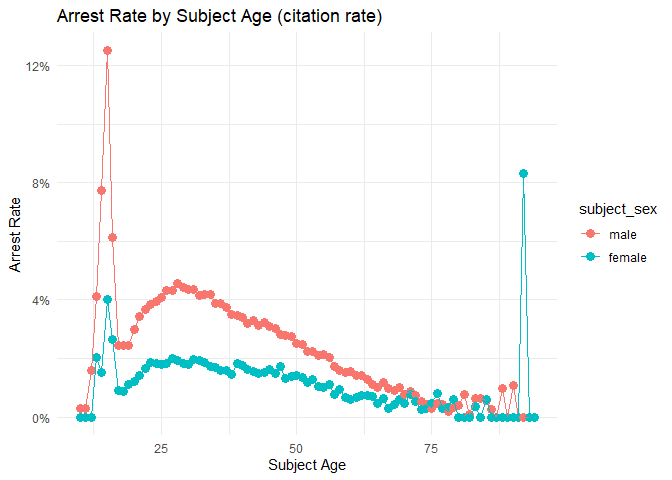 Arrest Rate by Subject Age (citation rate)
12%
8%
4%
0%
Arrest Rate
25
50
75
Subject Age
subject_sex
male
female